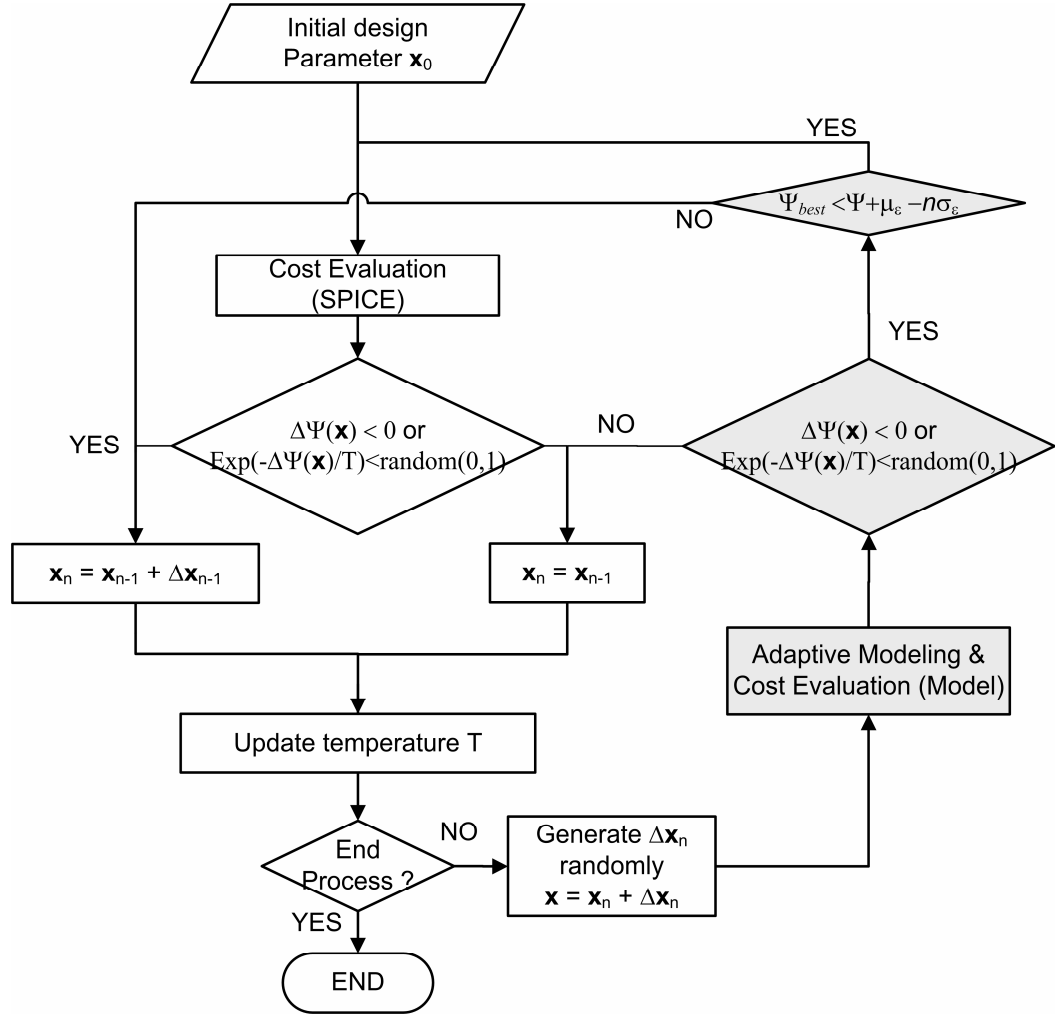 Initial design
Parameter x₀
YES
Ψbest <Ψ+με −nσε
NO
Cost Evaluation
(SPICE)
YES
ΔΨ(x) < 0 or
Exp(-ΔΨ(x)/T)<random(0,1)
NO
ΔΨ(x) < 0 or
Exp(-ΔΨ(x)/T)<random(0,1)
YES
xn = xn-1 + Δxn-1
xn = xn-1
Adaptive Modeling &
Cost Evaluation (Model)
Update temperature T
End
Process ?
NO
Generate Δxn
randomly
x = xn + Δxn
YES
END